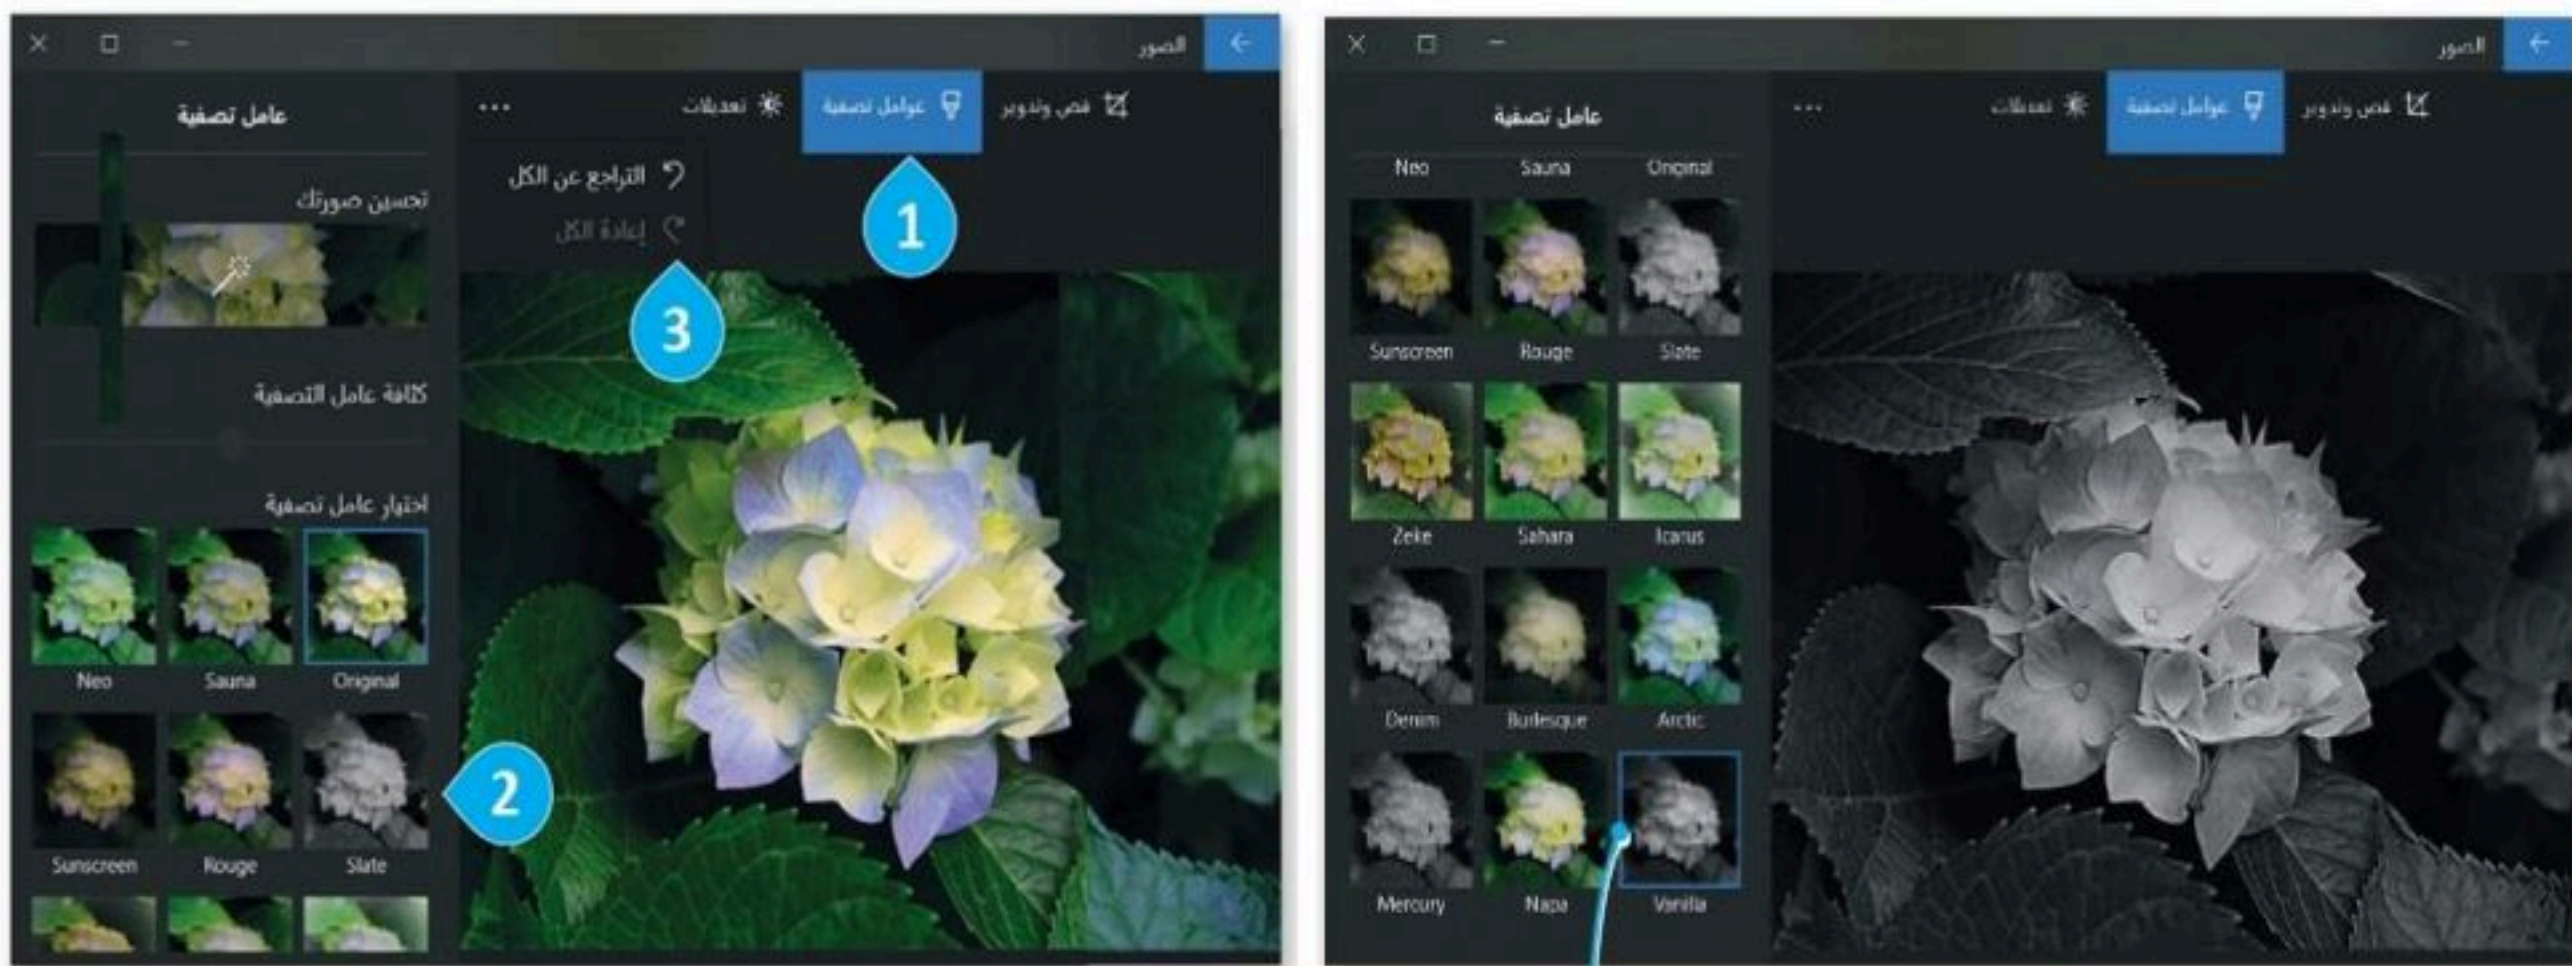 الصور
قص وتدوير
عوامل تصفية
تعديلات
...
1
التراجع عن الكل
إعادة الكل
3
عامل تصفية
تحسين صورتك
كثافة عامل التصفية
اختيار عامل تصفية
Neo Sauna Original
Sunscreen Rouge Slate
2
الصور
قص وتدوير
عوامل تصفية
تعديلات
...
عامل تصفية
Neo Sauna Original
Sunscreen Rouge Slate
Zeke Sahara Icarus
Denim Burlesque Arctic
Mercury Napa Vanilla